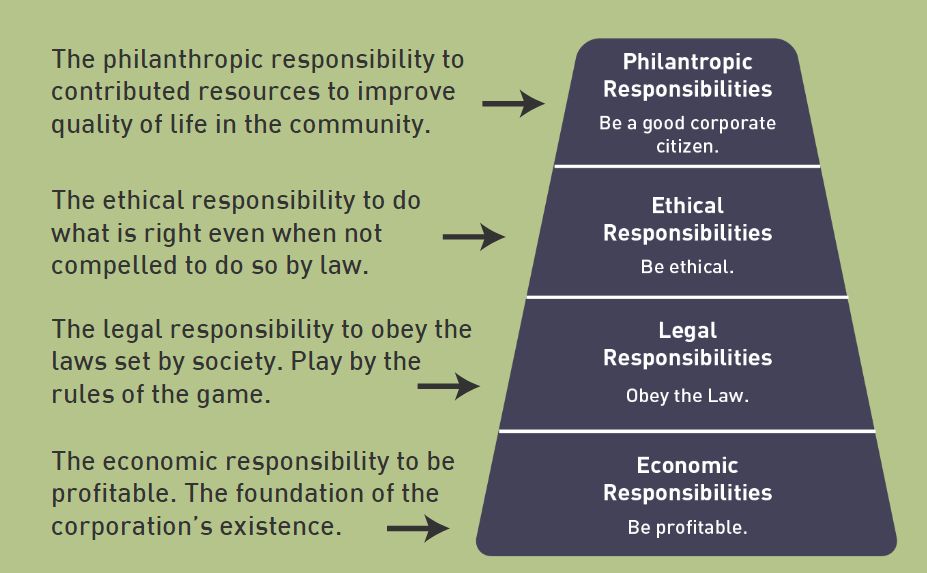 The philanthropic responsibility to
contributed resources to improve
quality of life in the community.
Philantropic
Responsibilities
Be a good corporate
citizen.
The ethical responsibility to do
what is right even when not
compelled to do so by law.
Ethical
Responsibilities
Be ethical.
The legal responsibility to obey the
laws set by society. Play by the
rules of the game.
Legal
Responsibilities
Obey the Law.
The economic responsibility to be
profitable. The foundation of the
corporation's existence.
Economic
Responsibilities
Be profitable.